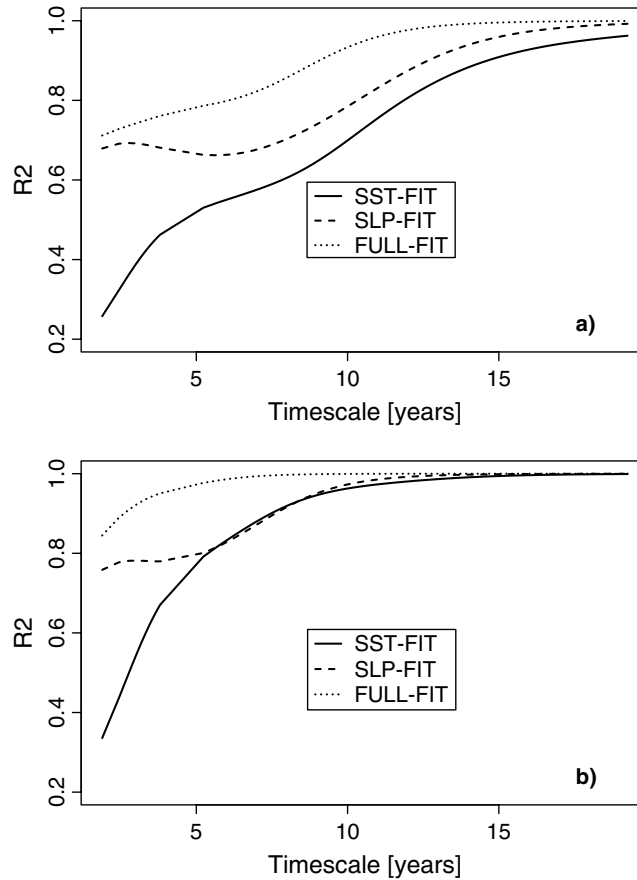 1.0
0.8
0.6
0.4
0.2
R2
SST-FIT
SLP-FIT
FULL-FIT
a)
5 10 15
Timescale [years]
1.0
0.8
0.6
0.4
0.2
R2
SST-FIT
SLP-FIT
FULL-FIT
b)
5 10 15
Timescale [years]